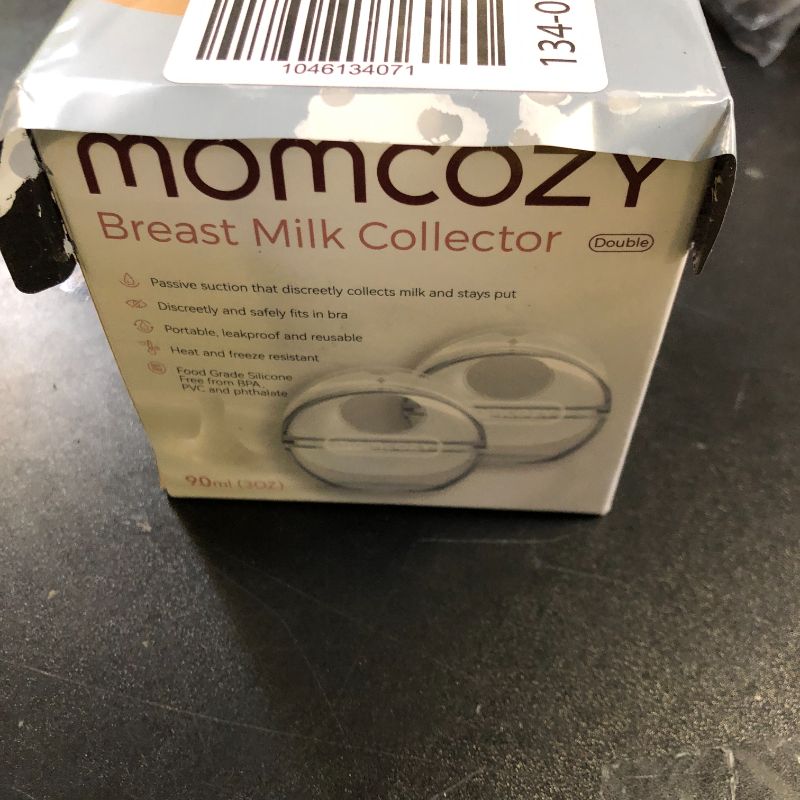 1046134071
134-0
momcozy
Breast Milk Collector
Double
Passive suction that discreetly collects milk and stays put
Discreetly and safely fits in bra
Portable, leakproof and reusable
Heat and freeze resistant
Food Grade Silicone
Free from BPA,
PVC and phthalate
90ml (3OZ)